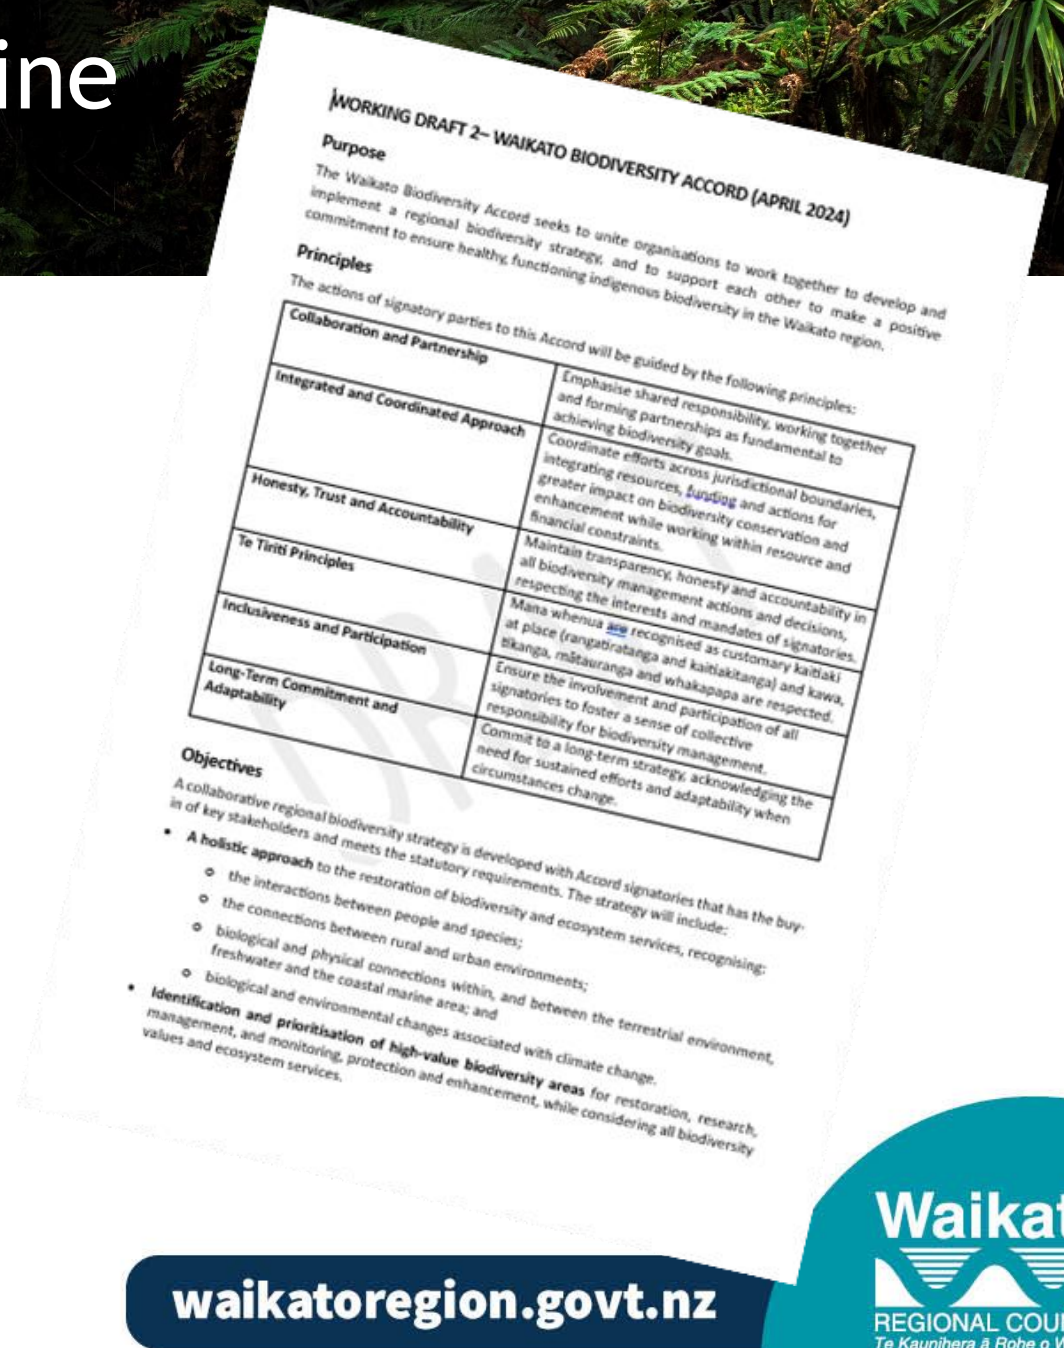 ine
WORKING DRAFT 2– WAIKATO BIODIVERSITY ACCORD (APRIL 2024)
Purpose
The Waikato Biodiversity Accord seeks to unite organisations to work together to develop and
implement a regional biodiversity strategy, and to support each other to make a positive
commitment to ensure healthy, functioning indigenous biodiversity in the Waikato region.
Principles
The actions of signatory parties to this Accord will be guided by the following principles:
Collaboration and Partnership
Emphasise shared responsibility, working together
and forming partnerships as fundamental to
achieving biodiversity goals.
Integrated and Coordinated Approach
Coordinate efforts across jurisdictional boundaries,
integrating resources, funding and actions for
greater impact on biodiversity conservation and
enhancement while working within resource and
financial constraints.
Honesty, Trust and Accountability
Maintain transparency, honesty and accountability in
all biodiversity management actions and decisions,
respecting the interests and mandates of signatories.
Te Tiriti Principles
Mana whenua are recognised as customary kaitiaki
at place (rangatiratanga and kaitiakitanga) and kawa,
tikanga, mātauranga and whakapapa are respected.
Inclusiveness and Participation
Ensure the involvement and participation of all
signatories to foster a sense of collective
responsibility for biodiversity management.
Long-Term Commitment and
Adaptability
Commit to a long-term strategy, acknowledging the
need for sustained efforts and adaptability when
circumstances change.
DRAFT
Objectives
A collaborative regional biodiversity strategy is developed with Accord signatories that has the buy-
in of key stakeholders and meets the statutory requirements. The strategy will include:
• A holistic approach to the restoration of biodiversity and ecosystem services, recognising:
o the interactions between people and species;
o the connections between rural and urban environments;
o biological and physical connections within, and between the terrestrial environment,
freshwater and the coastal marine area; and
o biological and environmental changes associated with climate change.
• Identification and prioritisation of high-value biodiversity areas for restoration, research,
management, and monitoring, protection and enhancement, while considering all biodiversity
values and ecosystem services.
waikatoregion.govt.nz
Waikat
REGIONAL COU
Te Kaunihera ā Rohe o W